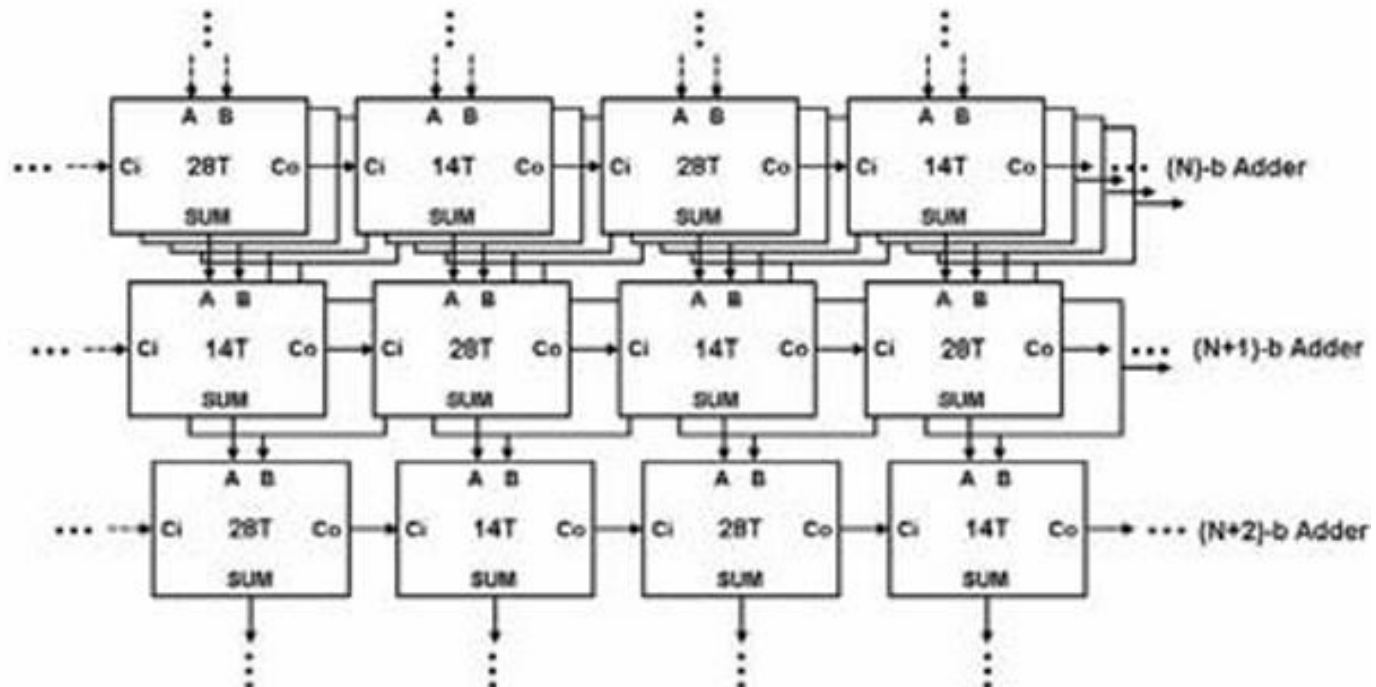 A B A B A B A B
Ci 28T Co Ci 14T Co Ci 28T Co Ci 14T Co ... (N)-b Adder
SUM SUM SUM SUM
A B A B A B A B
... Ci 14T Co Ci 28T Co Ci 14T Co Ci 28T Co ... (N+1)-b Adder
SUM SUM SUM SUM
A B A B A B A B
... Ci 28T Co Ci 14T Co Ci 28T Co Ci 14T Co ... (N+2)-b Adder
SUM SUM SUM SUM